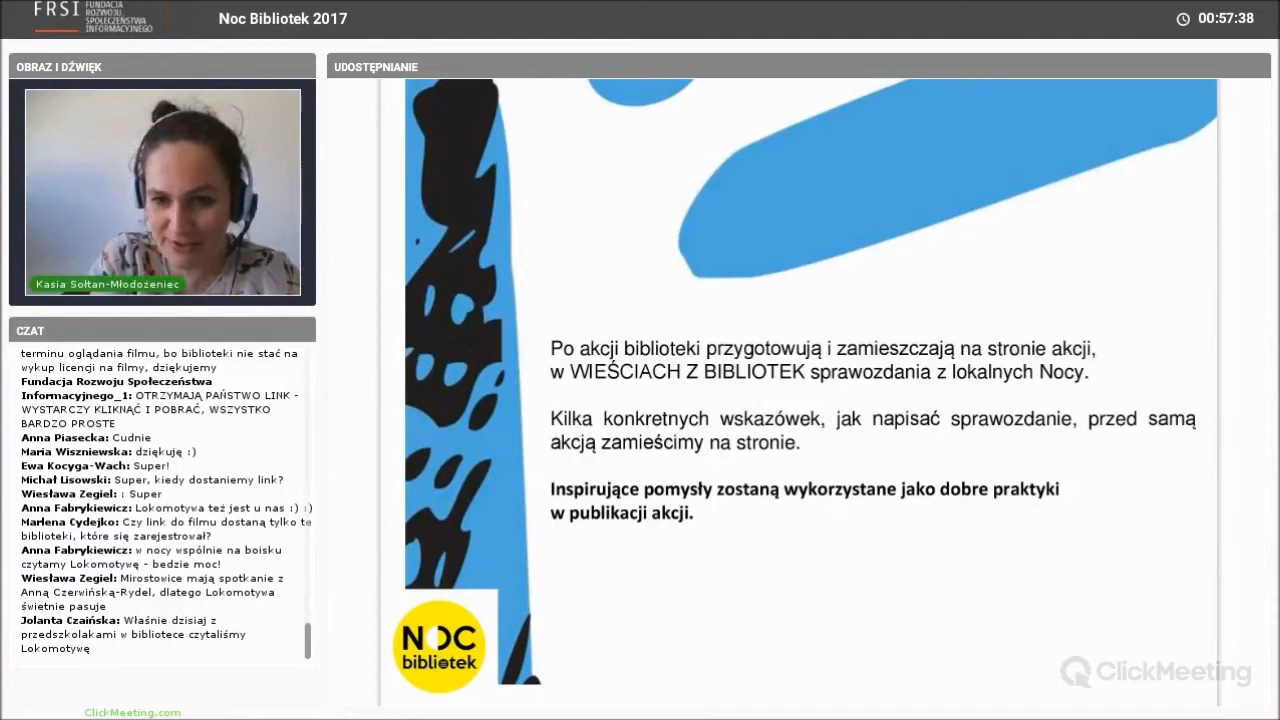 FRSI FUNDACJA
ROZWOJU
SPOŁECZEŃSTWA
INFORMACYJNEGO
Noc Bibliotek 2017
00:57:38
OBRAZ I DŹWIĘK
UDOSTĘPNIANIE
Kasia Sołtan-Młodożeniec
CZAT
terminu oglądania filmu, bo biblioteki nie stać na
wykup licencji na filmy, dziękujemy
Fundacja Rozwoju Społeczeństwa
Informacyjnego_1: OTRZYMAJĄ PAŃSTWO LINK -
WYSTARCZY KLIKNĄĆ I POBRAĆ, WSZYSTKO
BARDZO PROSTE
Anna Piasecka: Cudnie
Maria Wiszniewska: dziękuję :)
Ewa Kocyga-Wach: Super!
Michał Lisowski: Super, kiedy dostaniemy link?
Wiesława Zegiel: : Super
Anna Fabrykiewicz: Lokomotywa też jest u nas :) :)
Marlena Cydejko: Czy link do filmu dostaną tylko te
biblioteki, które się zarejestrował?
Anna Fabrykiewicz: w nocy wspólnie na boisku
czytamy Lokomotywę - bedzie moc!
Wiesława Zegiel: Mirostowice mają spotkanie z
Anną Czerwińską-Rydel, dlatego Lokomotywa
świetnie pasuje
Jolanta Czaińska: Właśnie dzisiaj z
przedszkolakami w bibliotece czytaliśmy
Lokomotywę
ClickMeeting.com
Po akcji biblioteki przygotowują i zamieszczają na stronie akcji,
w WIEŚCIACH Z BIBLIOTEK sprawozdania z lokalnych Nocy.
Kilka konkretnych wskazówek, jak napisać sprawozdanie, przed samą
akcją zamieścimy na stronie.
Inspirujące pomysły zostaną wykorzystane jako dobre praktyki
w publikacji akcji.
NOC
bibliotek
ClickMeeting